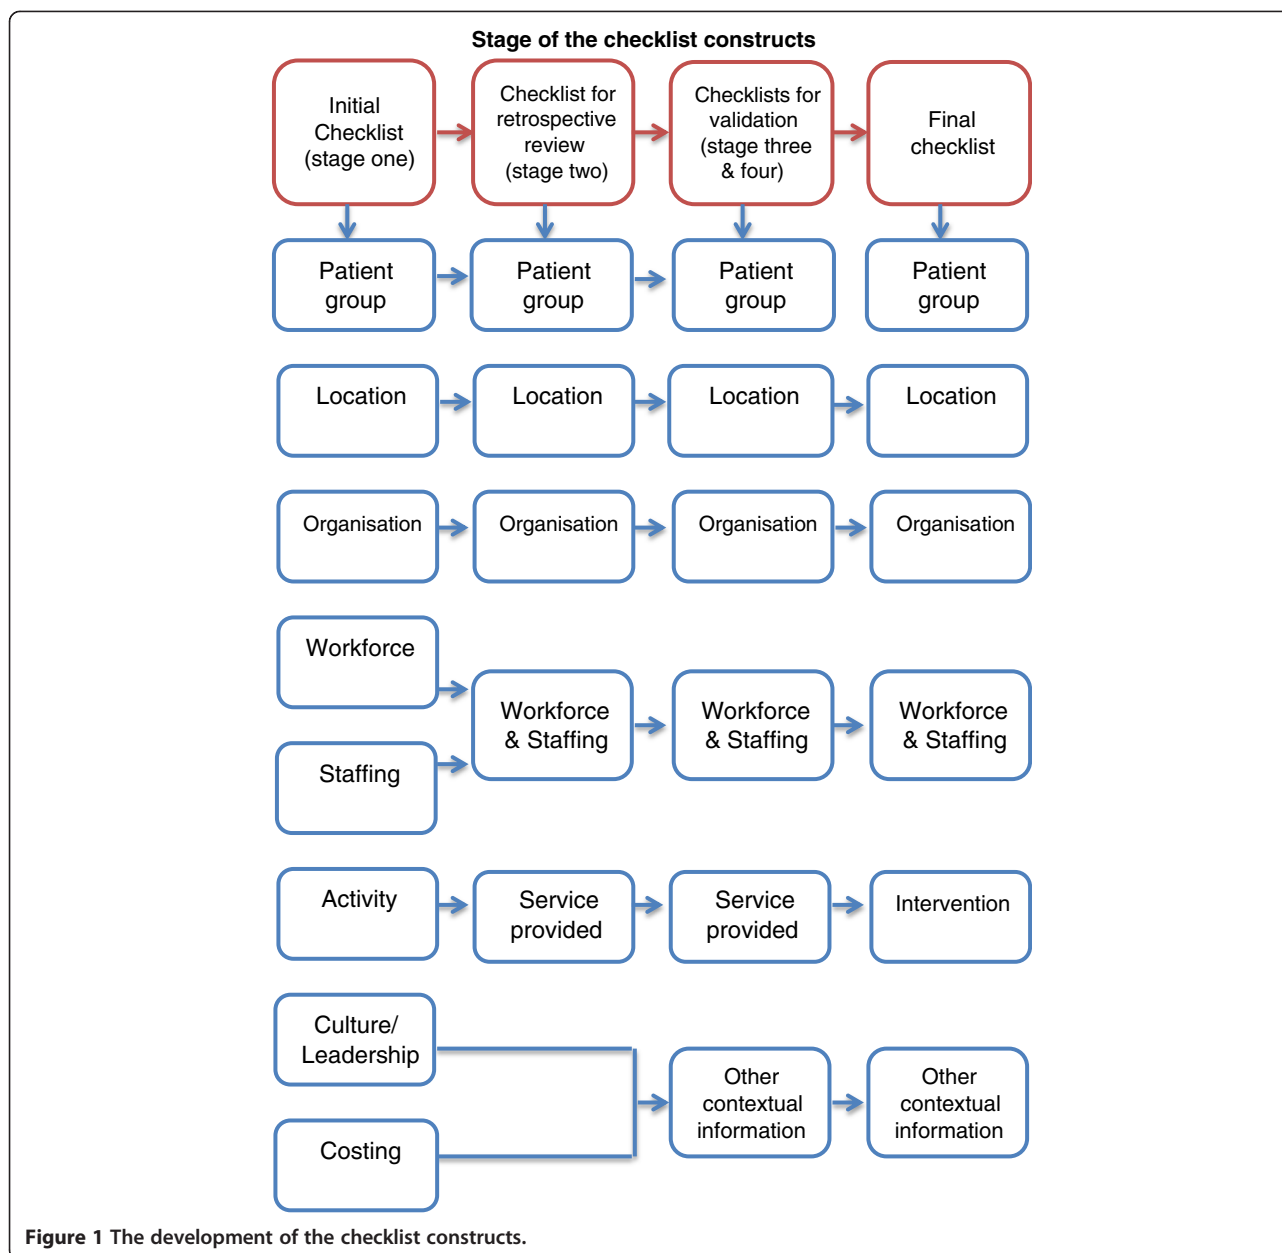 Stage of the checklist constructs
Initial
Checklist
(stage one)
Checklist for
retrospective
review
(stage two)
Checklists for
validation
(stage three
& four)
Final
checklist
Patient
group
Patient
group
Patient
group
Patient
group
Location
Location
Location
Location
Organisation
Organisation
Organisation
Organisation
Workforce
Staffing
Workforce
& Staffing
Workforce
& Staffing
Workforce
& Staffing
Activity
Service
provided
Service
provided
Intervention
Culture/
Leadership
Costing
Other
contextual
information
Other
contextual
information
Figure 1 The development of the checklist constructs.